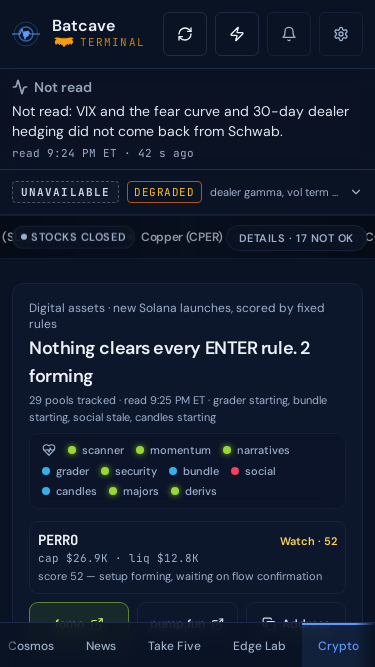 Batcave
TERMINAL
Not read
Not read: VIX and the fear curve and 30-day dealer
hedging did not come back from Schwab.
read 9:24 PM ET · 42 s ago
UNAVAILABLE DEGRADED dealer gamma, vol term …
STOCKS CLOSED Copper (CPER) DETAILS · 17 NOT OK
Digital assets · new Solana launches, scored by fixed
rules
Nothing clears every ENTER rule. 2
forming
29 pools tracked · read 9:25 PM ET · grader starting, bundle
starting, social stale, candles starting
scanner momentum narratives
grader security bundle social
candles majors derivs
PERRO Watch · 52
cap $26.9K · liq $12.8K
score 52 — setup forming, waiting on flow confirmation
Cosmos News Take Five Edge Lab Crypto